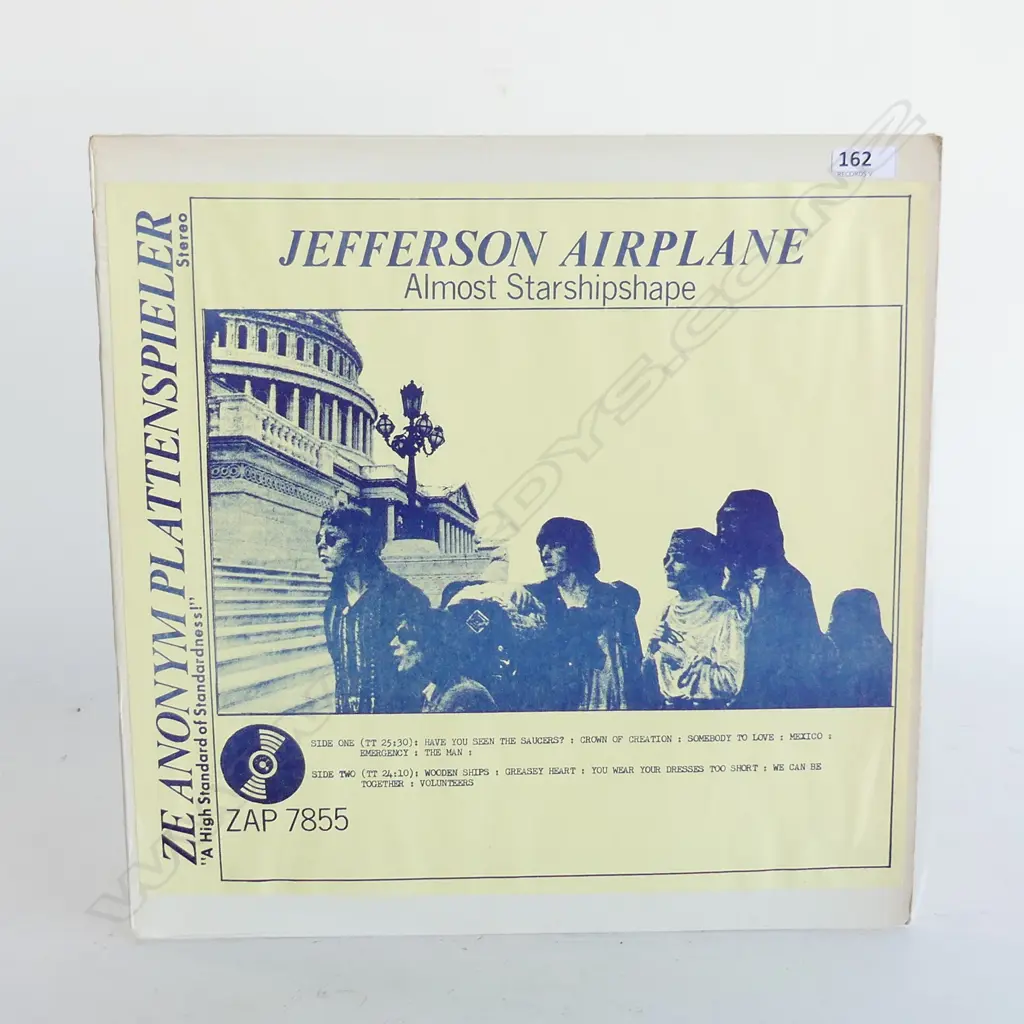 162
RECORDS V
JEFFERSON AIRPLANE
Almost Starshipshape
ZE ANONYM PLATTENSPIELER
Stereo
"A High Standard of Standardness!"
SIDE ONE (TT 25:30): HAVE YOU SEEN THE SAUCERS? : CROWN OF CREATION : SOMEBODY TO LOVE : MEXICO :
EMERGENCY : THE MAN :
SIDE TWO (TT 24:10): WOODEN SHIPS : GREASEY HEART : YOU WEAR YOUR DRESSES TOO SHORT : WE CAN BE
TOGETHER : VOLUNTEERS
ZAP 7855